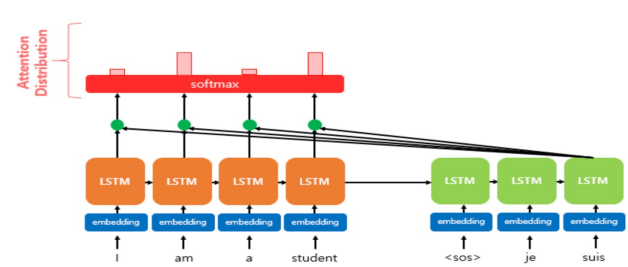 Attention
Distribution
softmax
LSTM LSTM LSTM LSTM LSTM LSTM LSTM
embedding embedding embedding embedding embedding embedding embedding
I am a student <sos> je suis